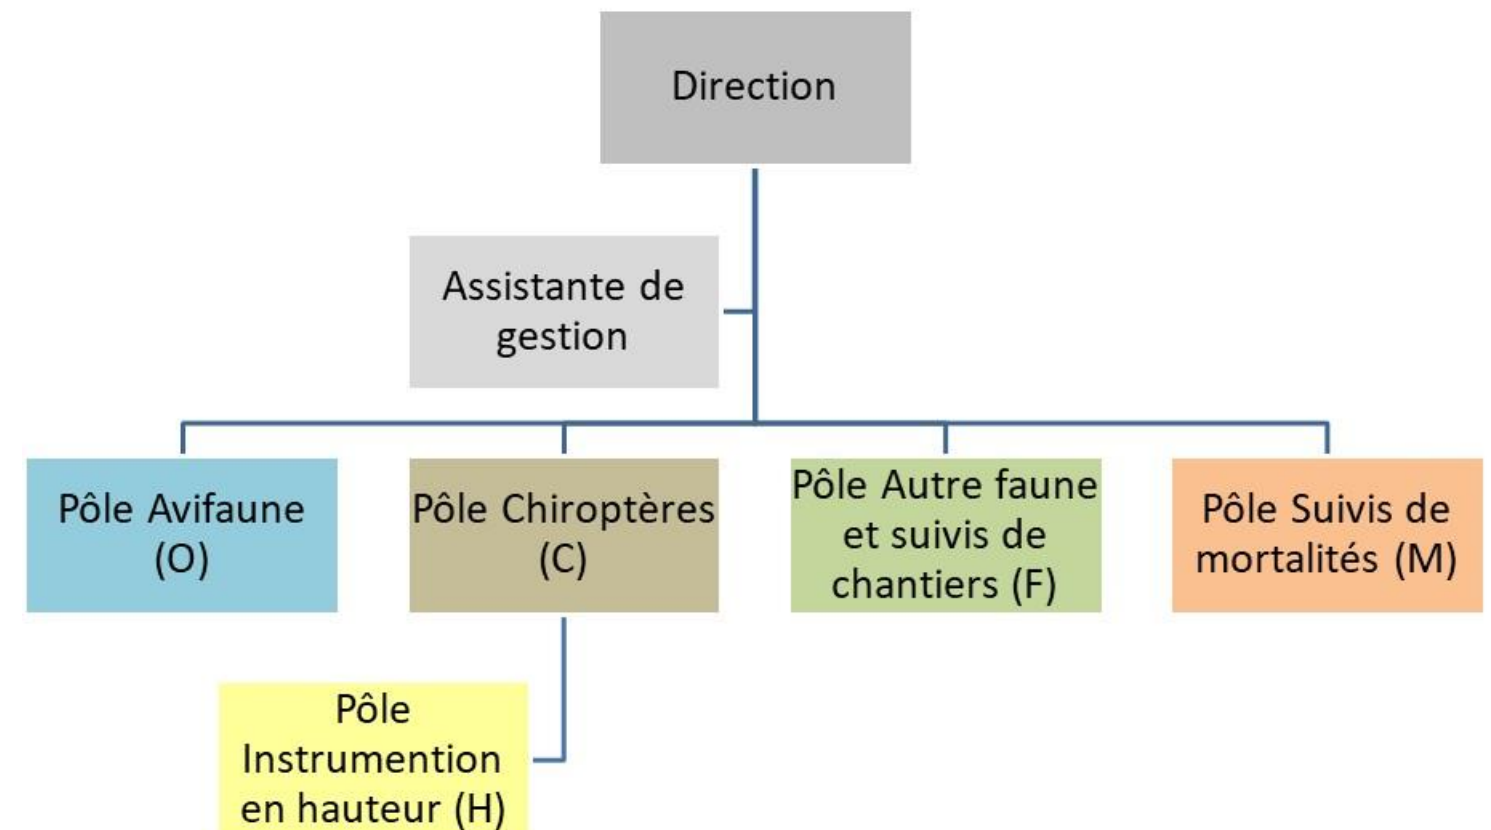 Direction
Assistante de
gestion
Pôle Avifaune
(O)
Pôle Chiroptères
(C)
Pôle Autre faune
et suivis de
chantiers (F)
Pôle Suivis de
mortalités (M)
Pôle
Instrumention
en hauteur (H)